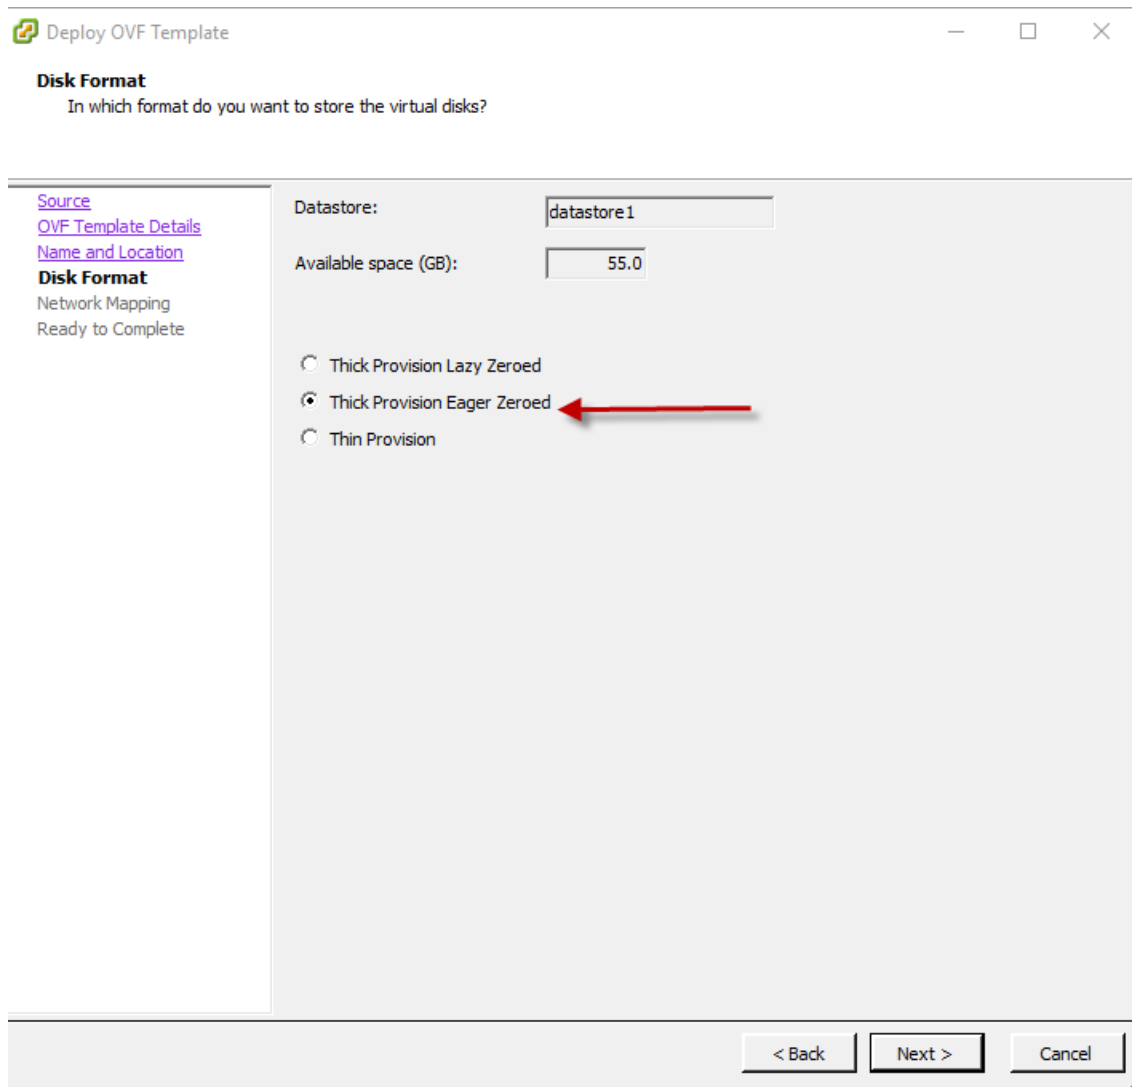 Deploy OVF Template
Disk Format
In which format do you want to store the virtual disks?
Source
OVF Template Details
Name and Location
Disk Format
Network Mapping
Ready to Complete
Datastore:
datastore1
Available space (GB):
55.0
Thick Provision Lazy Zeroed
Thick Provision Eager Zeroed
Thin Provision
< Back
Next >
Cancel